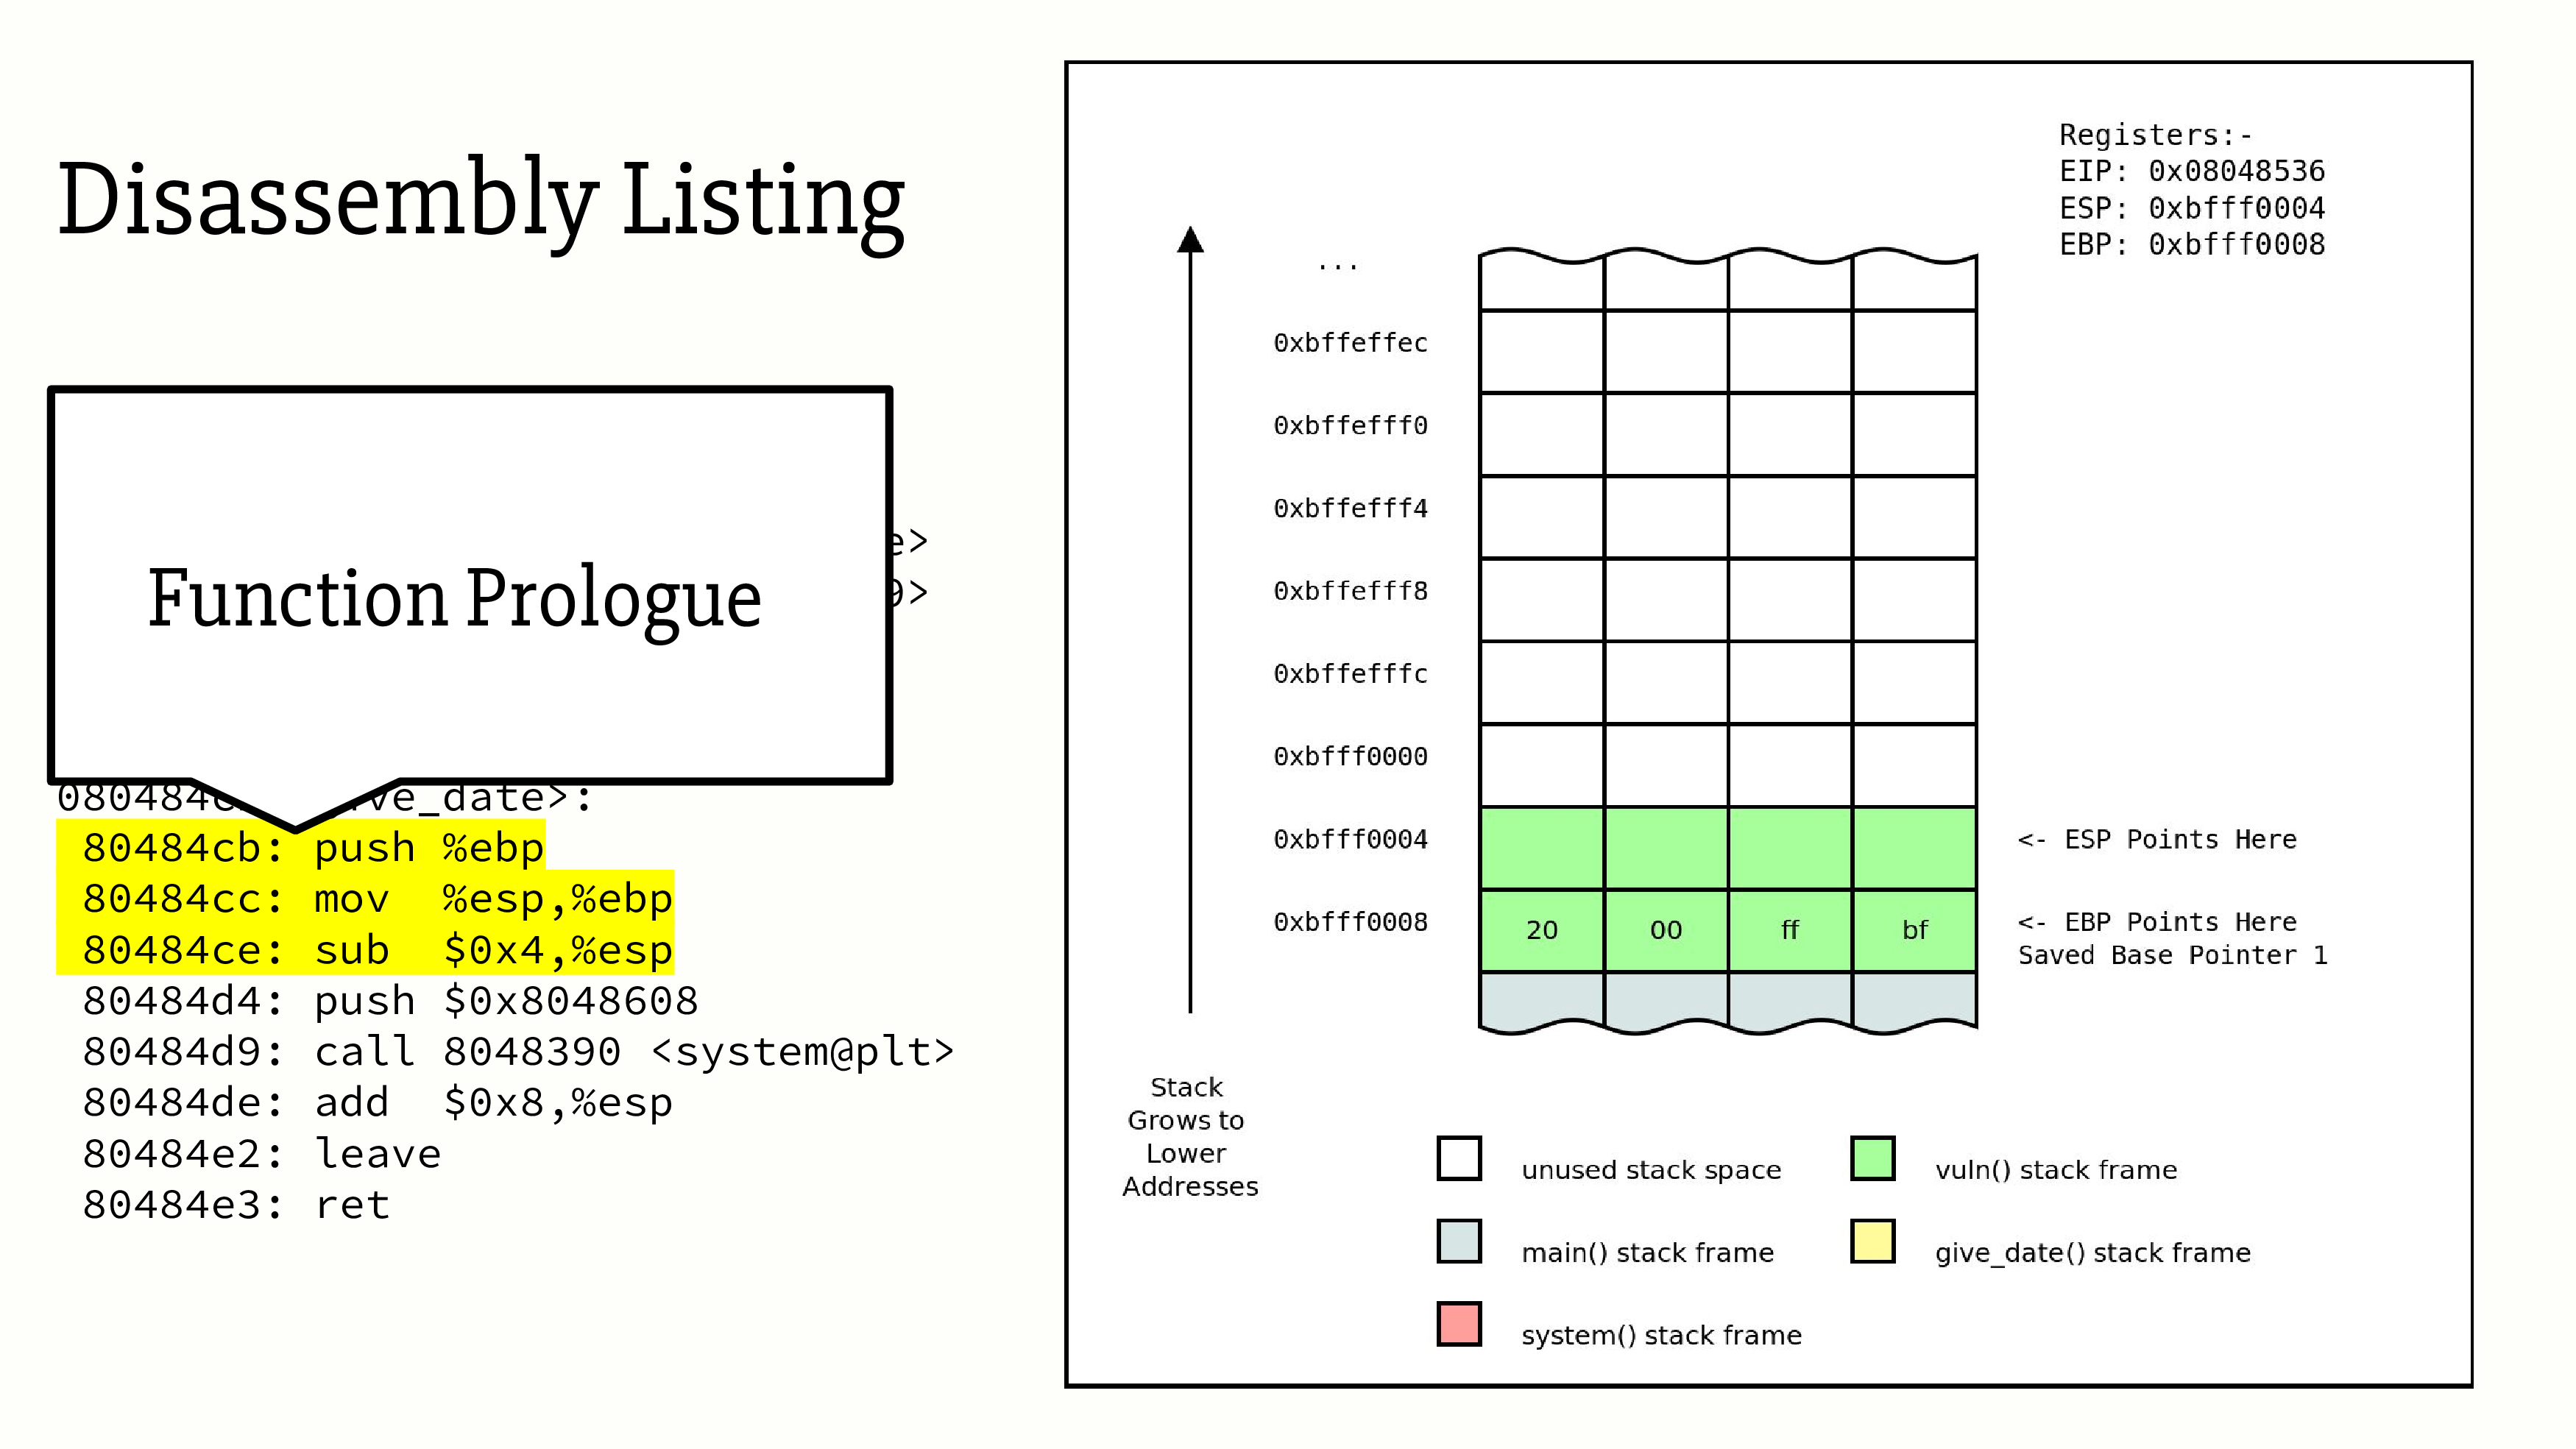 Disassembly Listing
Function Prologue
e>
9>
ve_date>:
80484cb: push %ebp
80484cc: mov %esp,%ebp
80484ce: sub $0x4,%esp
80484d4: push $0x8048608
80484d9: call 8048390 <system@plt>
80484de: add $0x8,%esp
80484e2: leave
80484e3: ret
Registers:-
EIP: 0x08048536
ESP: 0xbfff0004
EBP: 0xbfff0008
...
0xbffeffec
0xbffefff0
0xbffefff4
0xbffefff8
0xbffefffc
0xbfff0000
0xbfff0004 <- ESP Points Here
0xbfff0008 20 00 ff bf <- EBP Points Here
Saved Base Pointer 1
Stack
Grows to
Lower
Addresses
unused stack space
vuln() stack frame
main() stack frame
give_date() stack frame
system() stack frame